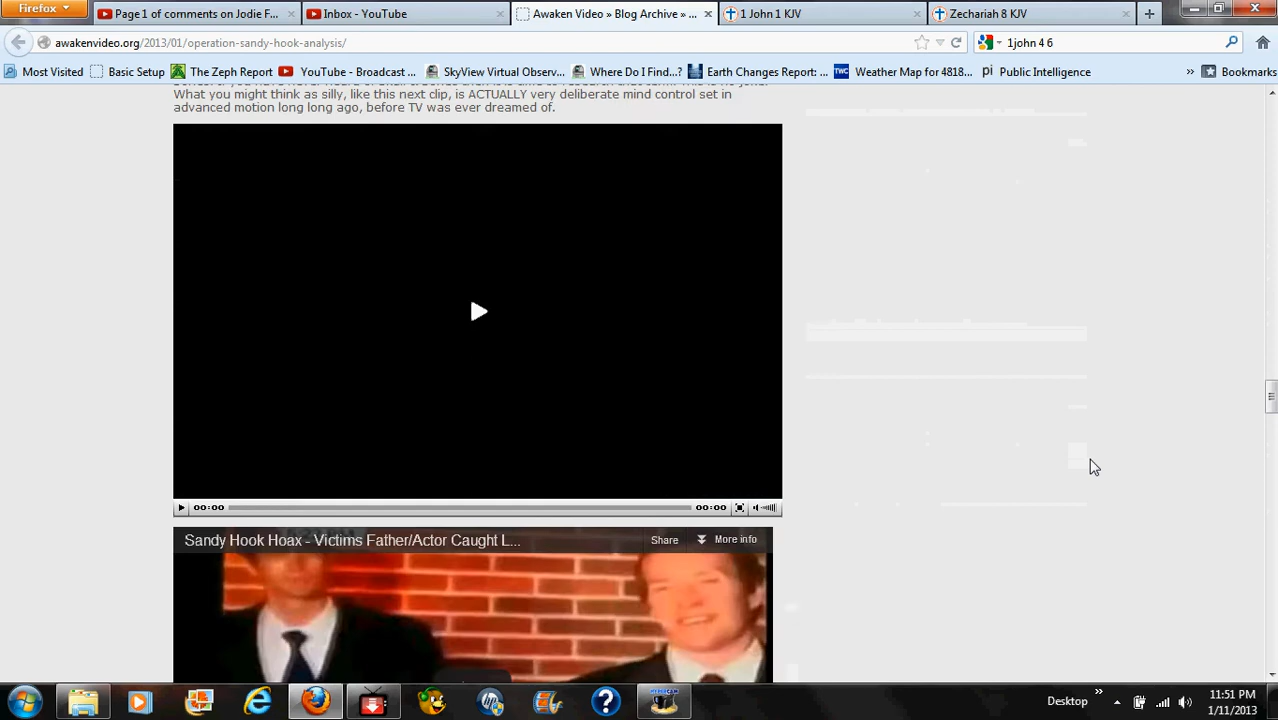 Firefox
Page 1 of comments on Jodie F...
Inbox - YouTube
Awaken Video » Blog Archive » ...
1 John 1 KJV
Zechariah 8 KJV
awakenvideo.org/2013/01/operation-sandy-hook-analysis/
1john 4 6
Most Visited
Basic Setup
The Zeph Report
YouTube - Broadcast ...
SkyView Virtual Observ...
Where Do I Find...?
Earth Changes Report: ...
TWC
Weather Map for 4818...
pi
Public Intelligence
»
Bookmarks
What you might think as silly, like this next clip, is ACTUALLY very deliberate mind control set in
advanced motion long long ago, before TV was ever dreamed of.
00:00
00:00
Sandy Hook Hoax - Victims Father/Actor Caught L...
Share
More info
Desktop
»
11:51 PM
1/11/2013